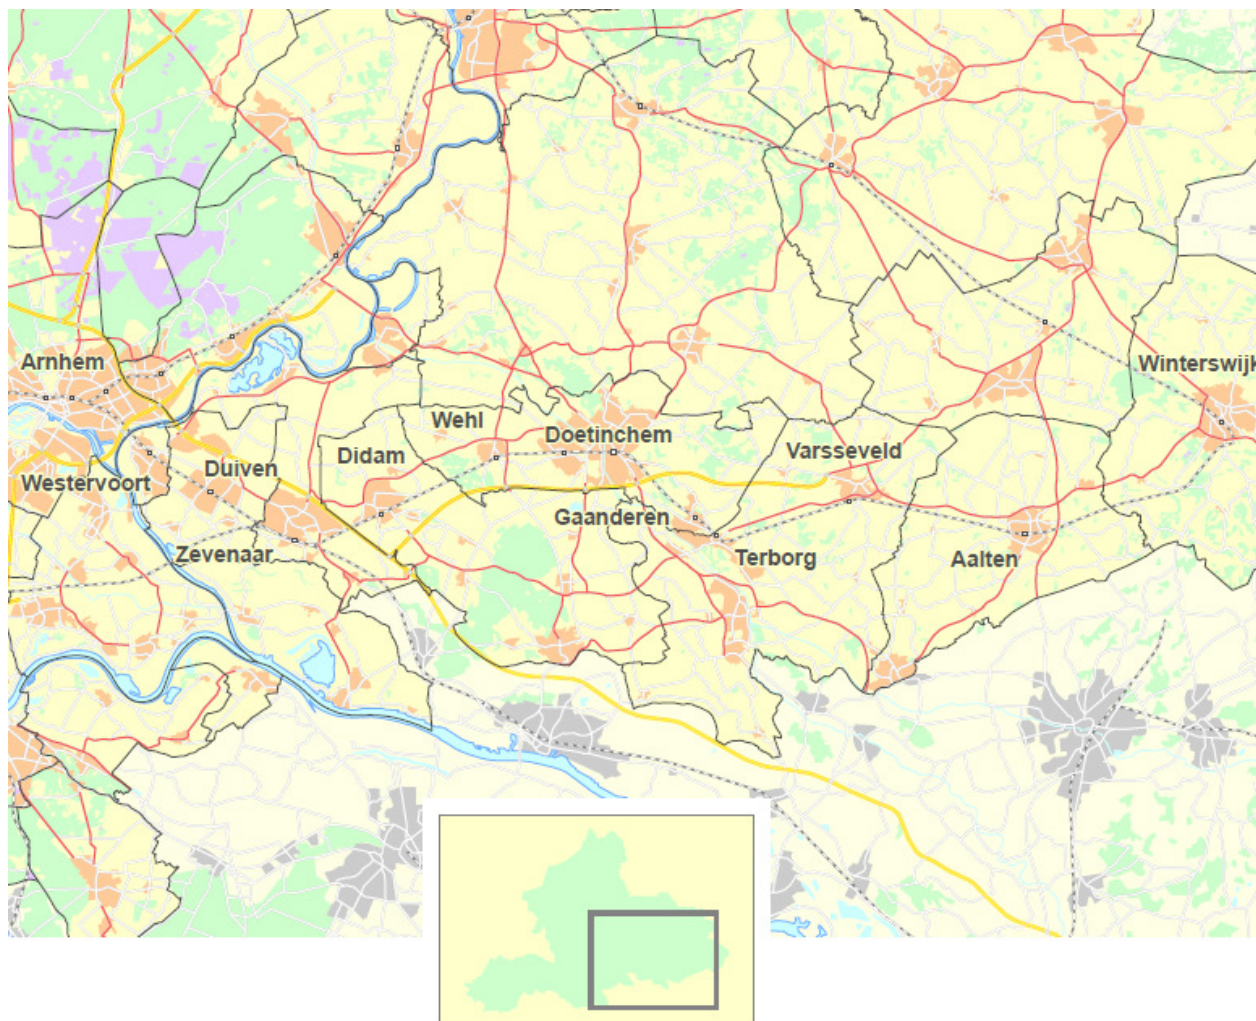 Arnhem
Winterswijk
Wehl
Doetinchem
Didam
Varsseveld
Duiven
Westervoort
Gaanderen
Zevenaar
Terborg
Aalten